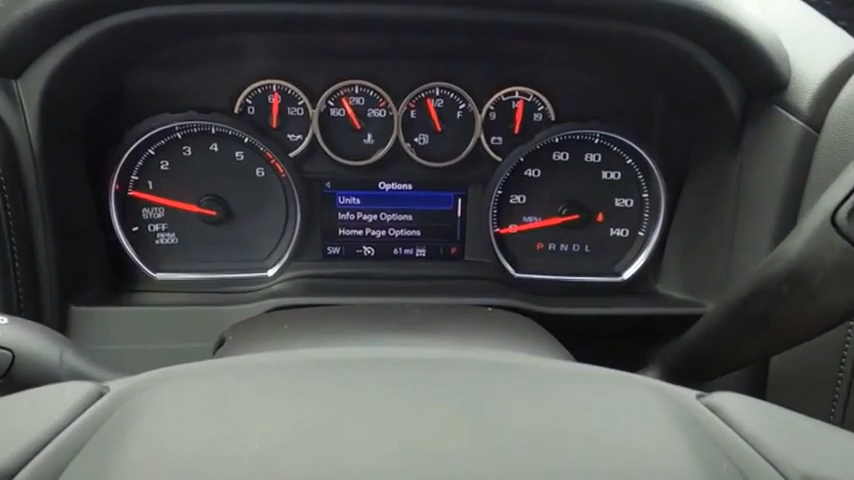 0 60 120
160 210 260
E 1/2 F
9 14 19
1 2 3 4 5 6
AUTO
STOP
OFF
RPM
x1000
Options
Units
Info Page Options
Home Page Options
SW -- 61 mi P
0 20 40 60 80 100 120 140
MPH
PRNDL